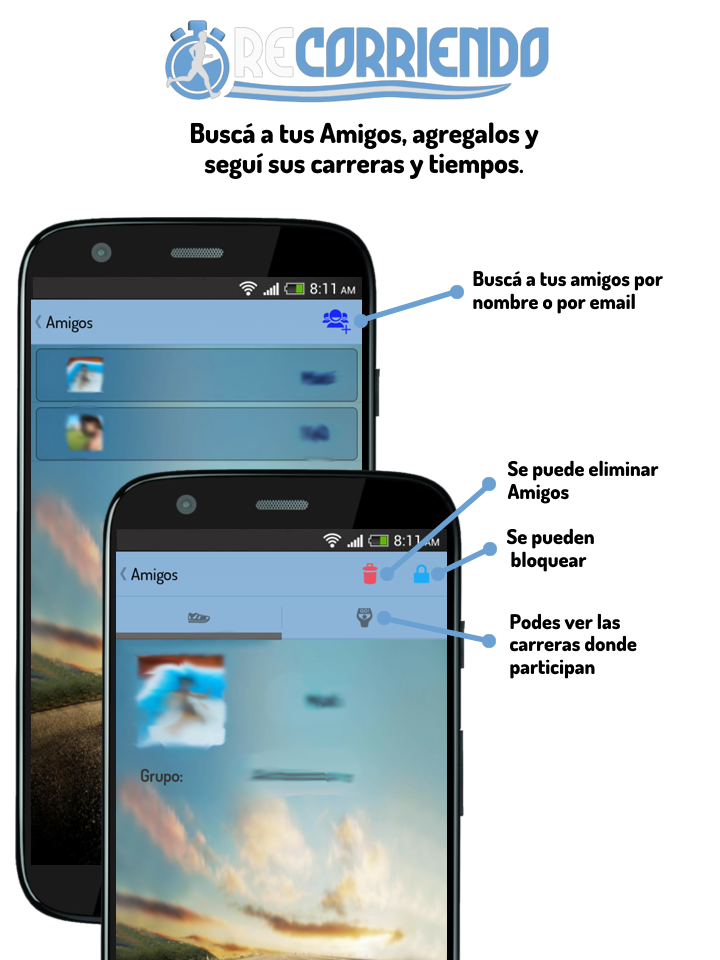 RECORRIENDO
Buscá a tus Amigos, agregalos y
seguí sus carreras y tiempos.
8:11 AM
Amigos
Buscá a tus amigos por
nombre o por email
8:11 AM
Amigos
Se puede eliminar
Amigos
Se pueden
bloquear
Podes ver las
carreras donde
participan
Grupo: